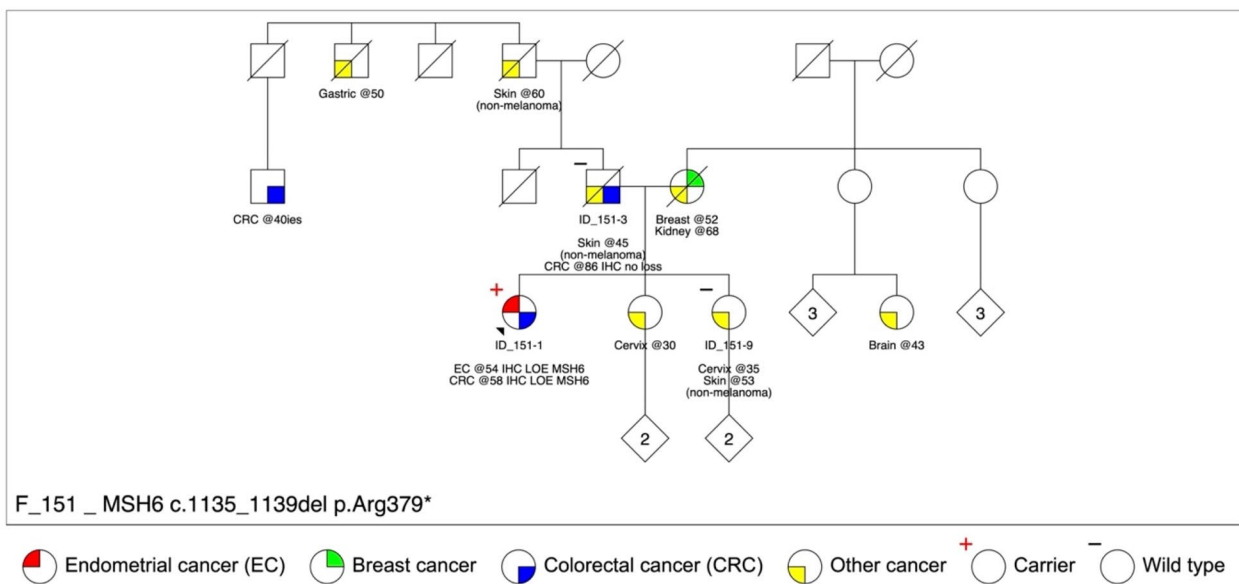 Gastric @50
Skin @60
(non-melanoma)
− 
CRC @40ies
ID_151-3
Breast @52
Kidney @68
Skin @45
(non-melanoma)
CRC @86 IHC no loss
+ −
3 3
ID_151-1
Cervix @30
ID_151-9
Brain @43
EC @54 IHC LOE MSH6
CRC @58 IHC LOE MSH6
Cervix @35
Skin @53
(non-melanoma)
2 2
F_151 _ MSH6 c.1135_1139del p.Arg379*
Endometrial cancer (EC) Breast cancer Colorectal cancer (CRC) Other cancer + Carrier − Wild type